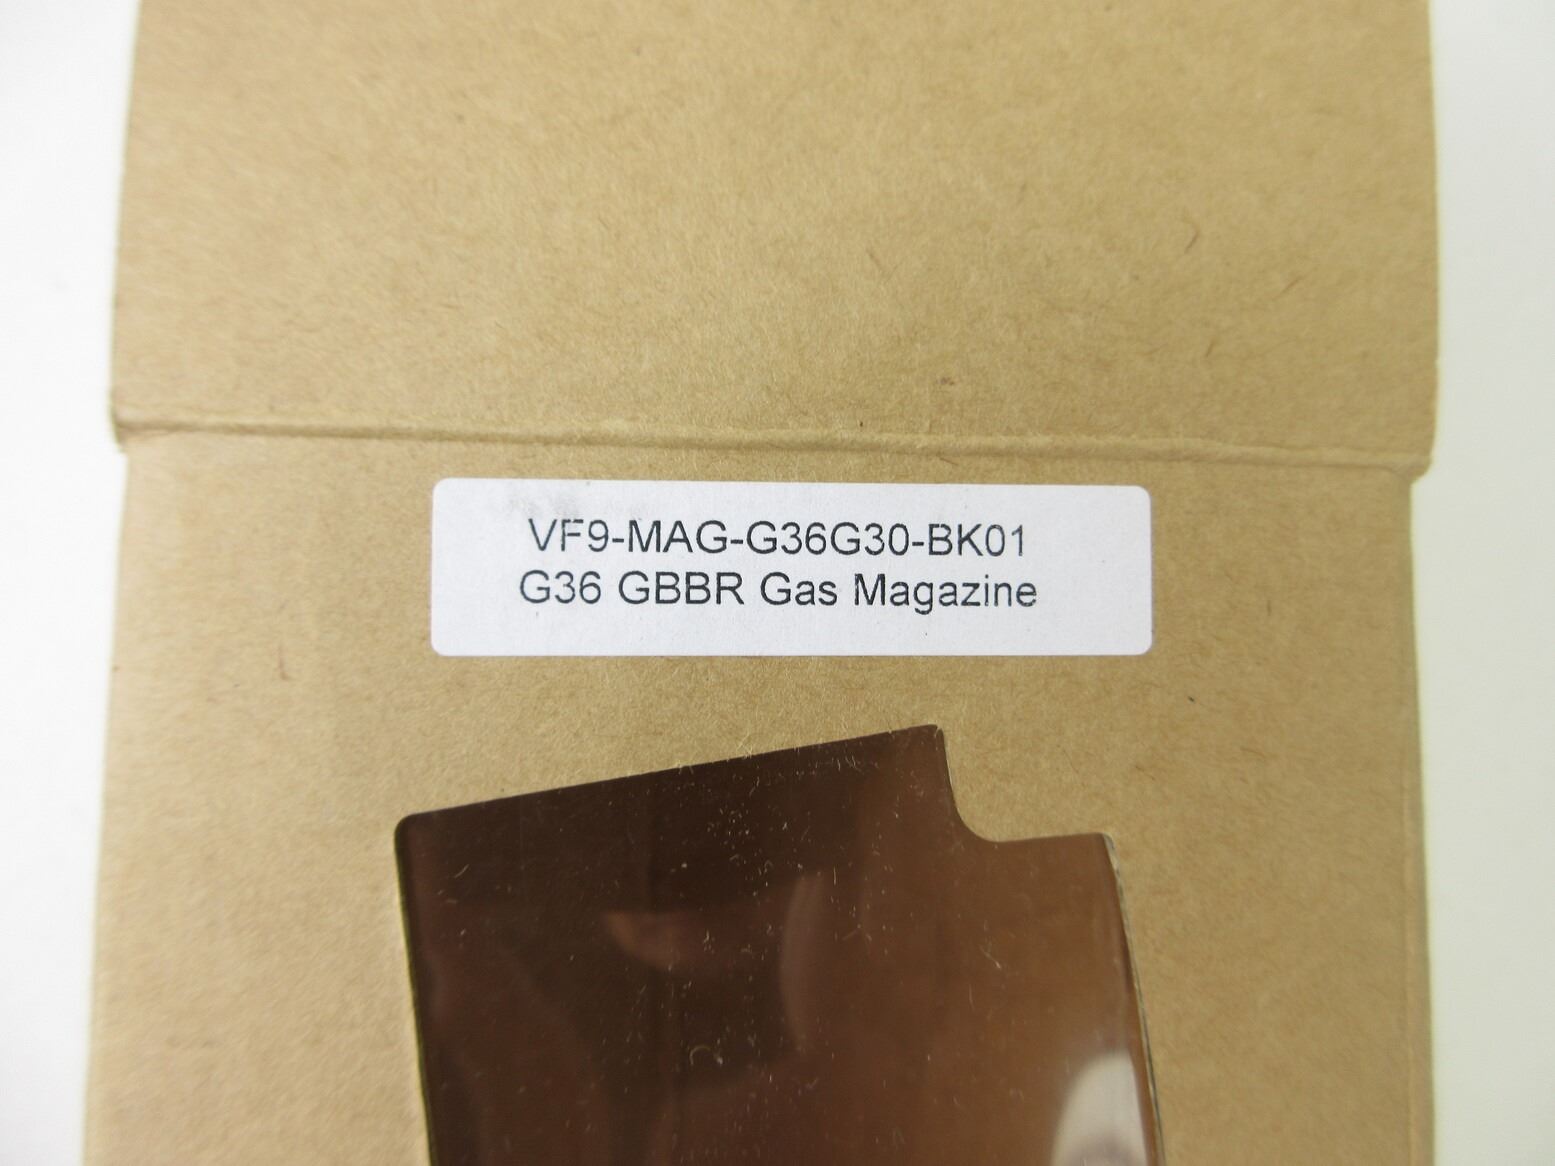 VF9-MAG-G36G30-BK01
G36 GBBR Gas Magazine